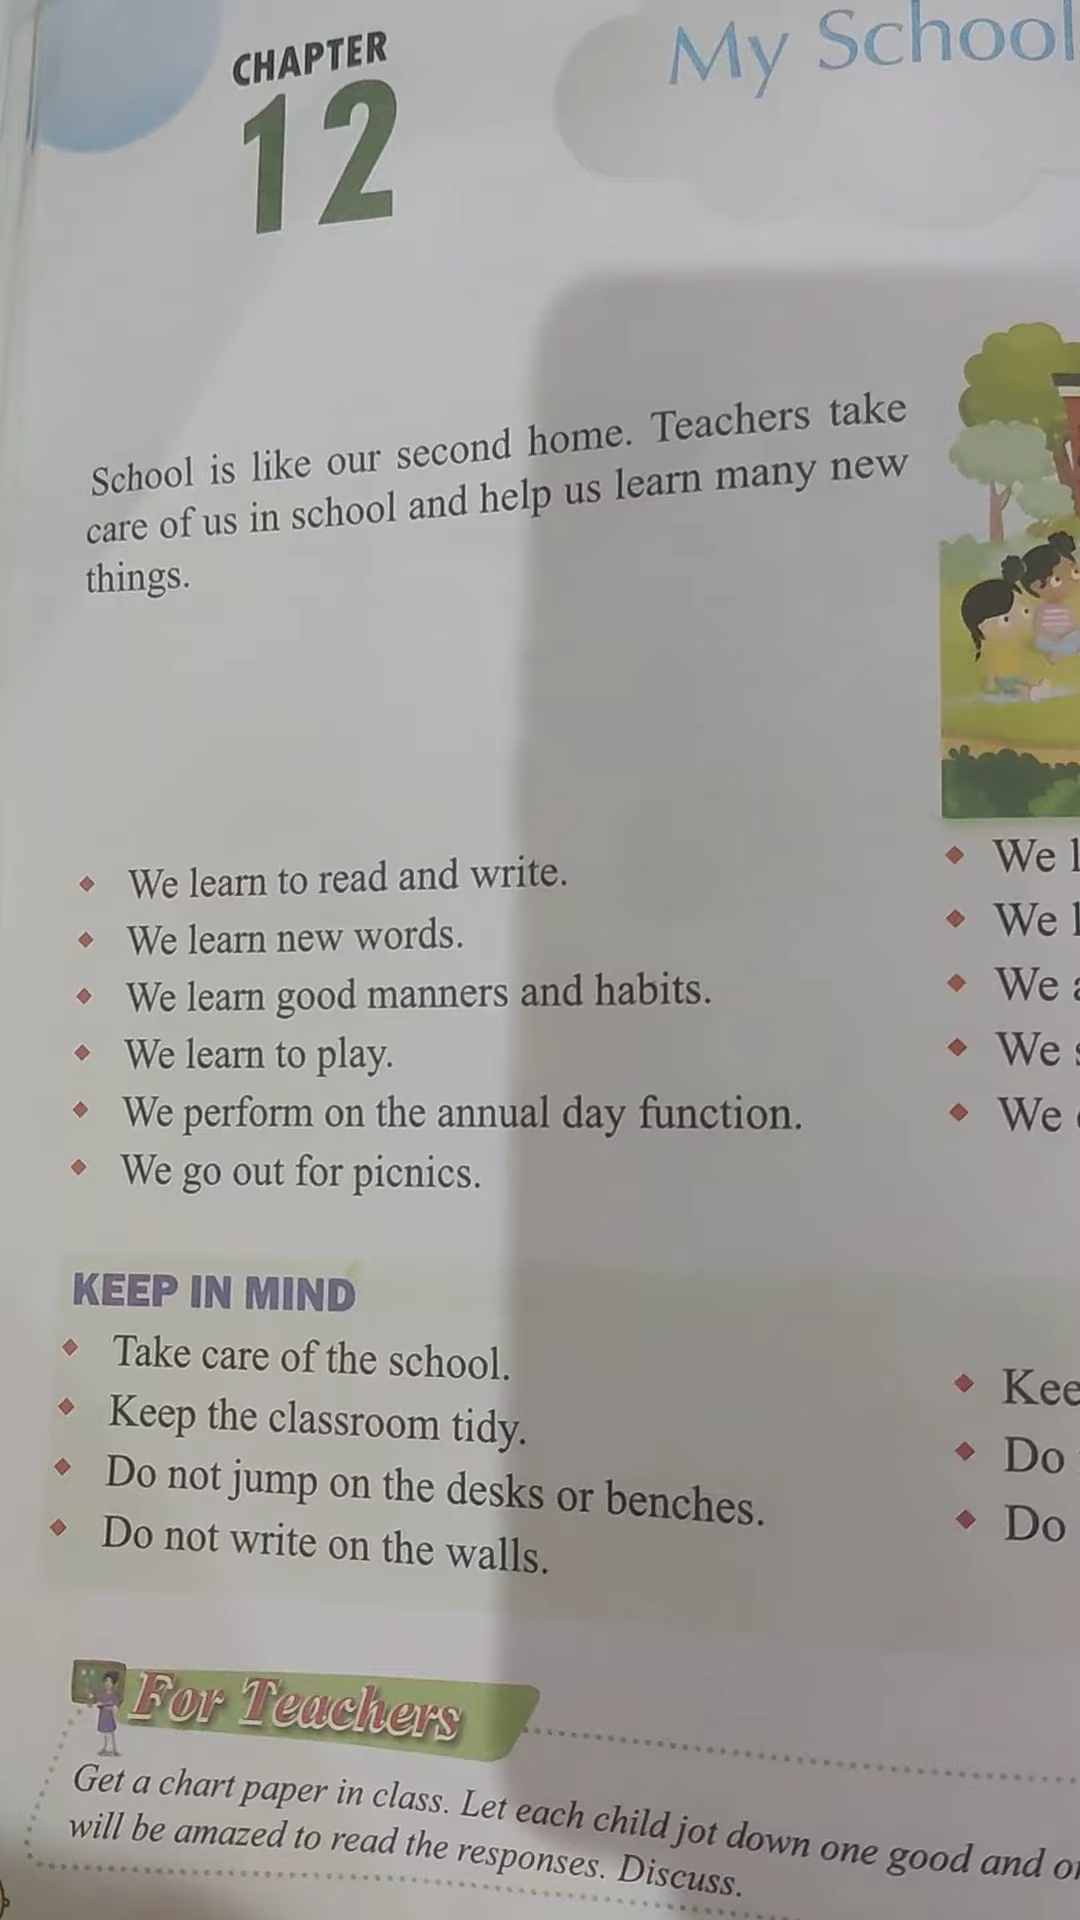 CHAPTER
12
My School
School is like our second home. Teachers take
care of us in school and help us learn many new
things.
We learn to read and write.
We learn new words.
We learn good manners and habits.
We learn to play.
We perform on the annual day function.
We go out for picnics.
We
We
We
We
We
KEEP IN MIND
Take care of the school.
Keep the classroom tidy.
Do not jump on the desks or benches.
Do not write on the walls.
Do
Do
For Teachers
Get a chart paper in class. Let each child jot down one good and
will be amazed to read the responses. Discuss.